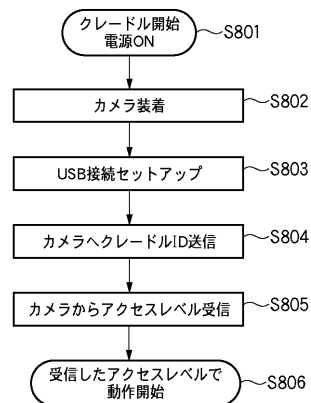 クレードル開始
電源ON
S801
カメラ装着
S802
USB接続セットアップ
S803
カメラへクレードルID送信
S804
カメラからアクセスレベル受信
S805
受信したアクセスレベルで
動作開始
S806